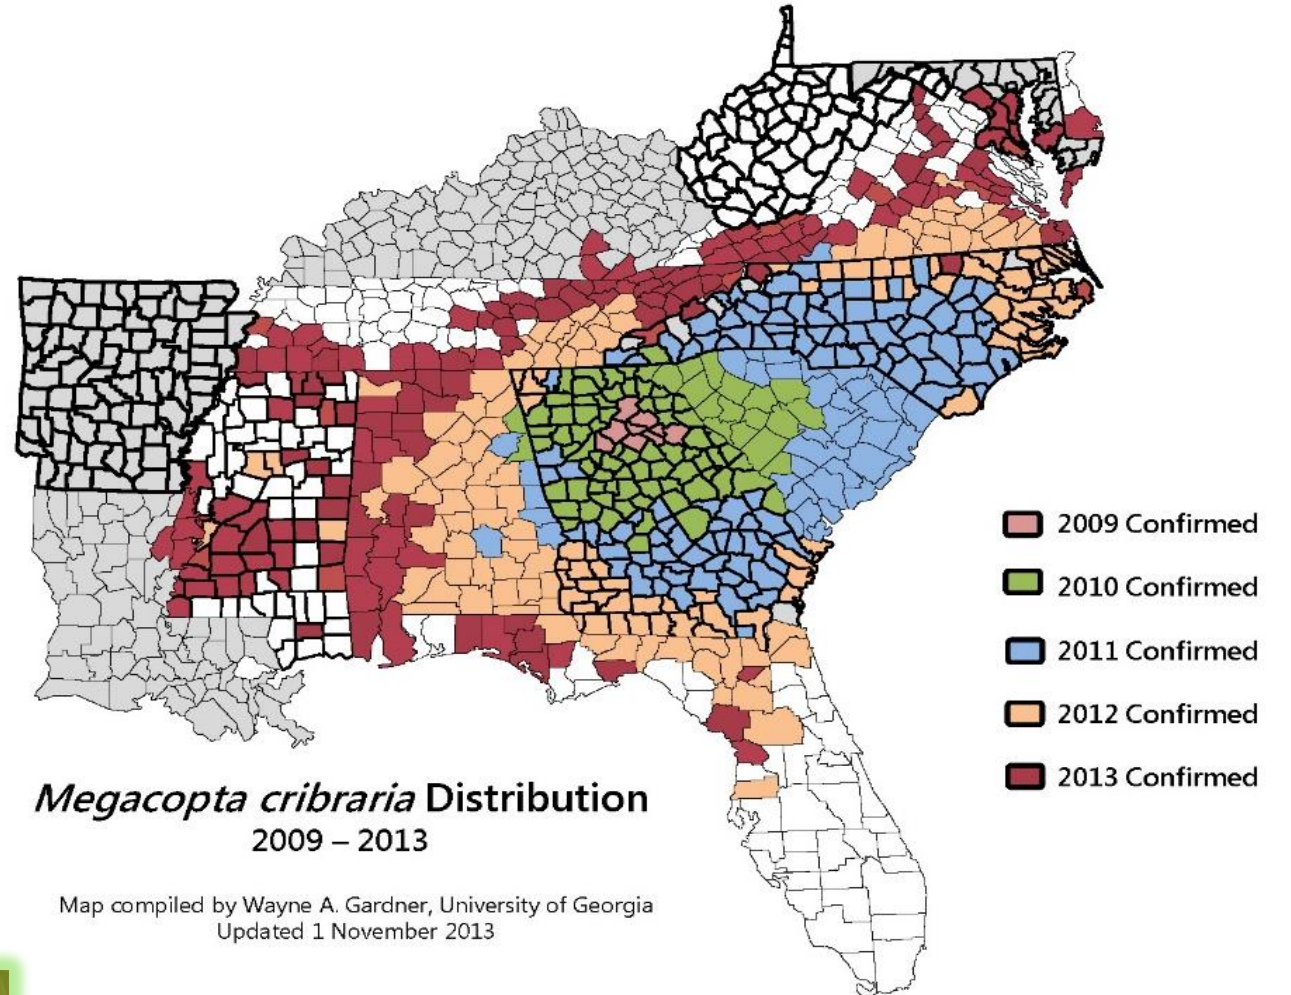 2009 Confirmed
2010 Confirmed
2011 Confirmed
2012 Confirmed
2013 Confirmed
Megacopta cribraria Distribution
2009 – 2013
Map compiled by Wayne A. Gardner, University of Georgia
Updated 1 November 2013